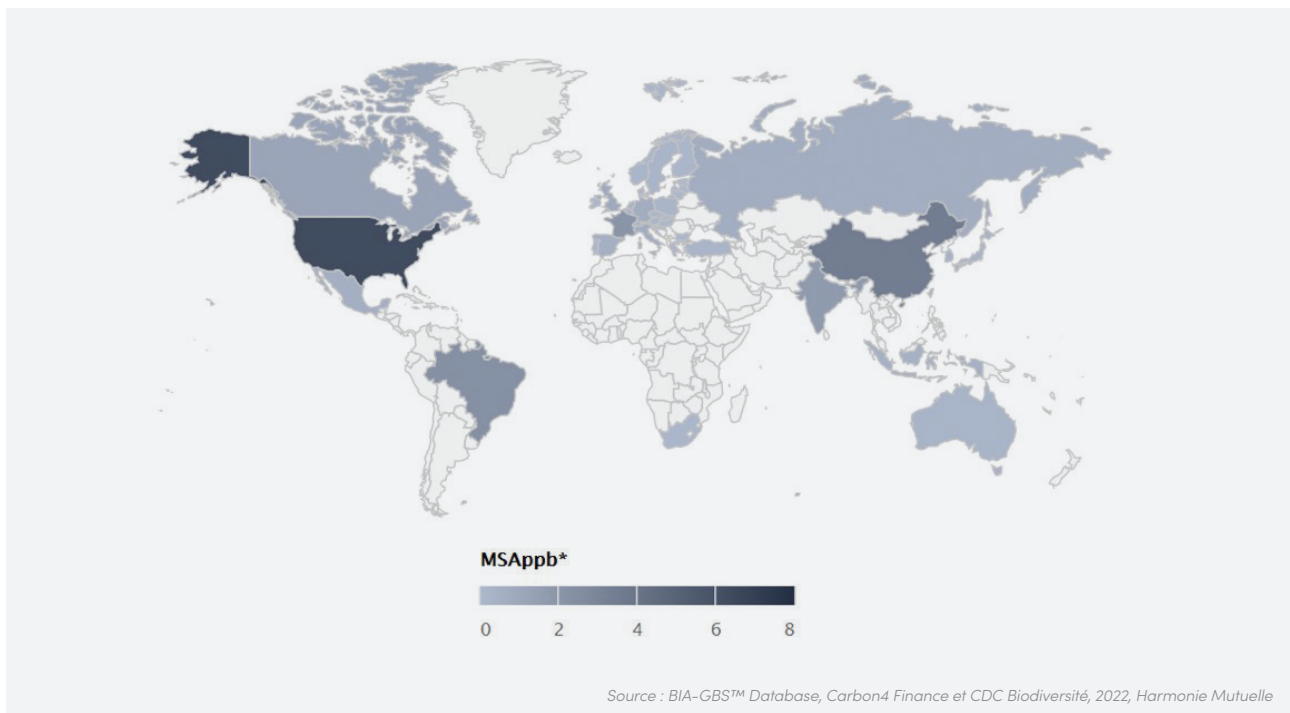 MSAppb*
0 2 4 6 8
Source : BIA-GBS™ Database, Carbon4 Finance et CDC Biodiversité, 2022, Harmonie Mutuelle